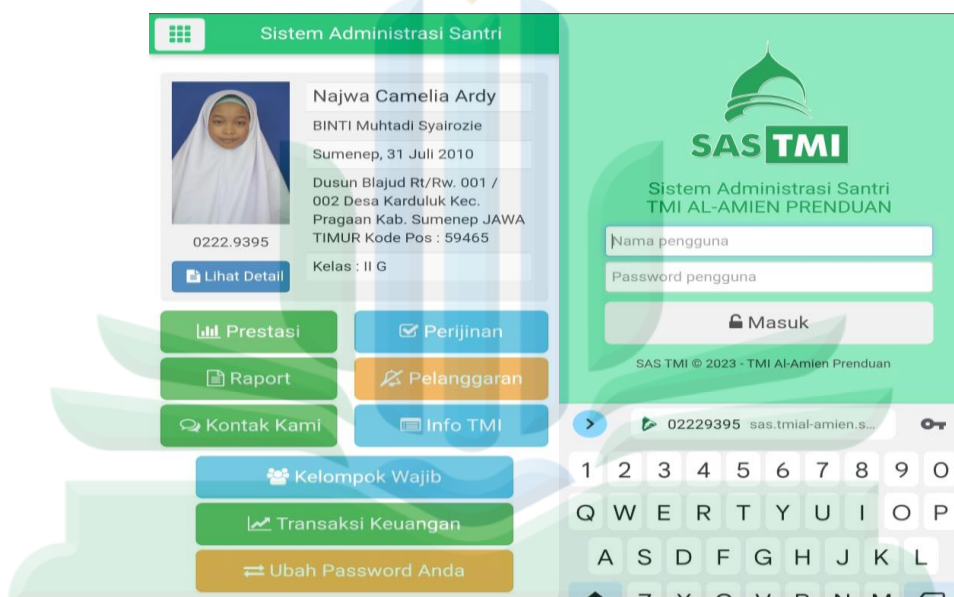 Sistem Administrasi Santri
Najwa Camelia Ardy
BINTI Muhtadi Syairozie
Sumenep, 31 Juli 2010
Dusun Blajud Rt/Rw. 001 /
002 Desa Karduluk Kec.
Pragaan Kab. Sumenep JAWA
TIMUR Kode Pos : 59465
0222.9395
Kelas : II G
Lihat Detail
Prestasi
Perijinan
Raport
Pelanggaran
Kontak Kami
Info TMI
Kelompok Wajib
Transaksi Keuangan
Ubah Password Anda
SAS TMI
Sistem Administrasi Santri
TMI AL-AMIEN PRENDUAN
Nama pengguna
Password pengguna
Masuk
SAS TMI © 2023 - TMI Al-Amien Prenduan
02229395 sas.tmial-amien.s...
1 2 3 4 5 6 7 8 9 0
Q W E R T Y U I O P
A S D F G H J K L